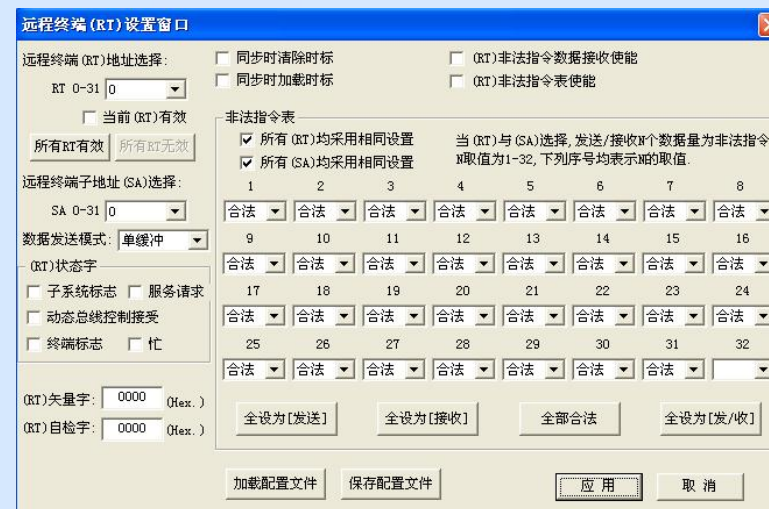 远程终端(RT)设置窗口
远程终端(RT)地址选择:
RT 0-31 0
当前(RT)有效
所有RT有效 所有RT无效
远程终端子地址(SA)选择:
SA 0-31 0
数据发送模式: 单缓冲
(RT)状态字
子系统标志 服务请求
动态总线控制接受
终端标志 忙
(RT)矢量字: 0000 (Hex.)
(RT)自检字: 0000 (Hex.)
同步时清除时标 (RT)非法指令数据接收使能
同步时加载时标 (RT)非法指令表使能
非法指令表
所有(RT)均采用相同设置
所有(SA)均采用相同设置
当(RT)与(SA)选择,发送/接收N个数据量为非法指令
N取值为1-32,下列序号均表示N的取值.
1 2 3 4 5 6 7 8
合法 合法 合法 合法 合法 合法 合法 合法
9 10 11 12 13 14 15 16
合法 合法 合法 合法 合法 合法 合法 合法
17 18 19 20 21 22 23 24
合法 合法 合法 合法 合法 合法 合法 合法
25 26 27 28 29 30 31 32
合法 合法 合法 合法 合法 合法 合法
全设为[发送] 全设为[接收] 全部合法 全设为[发/收]
加载配置文件 保存配置文件 应用 取消